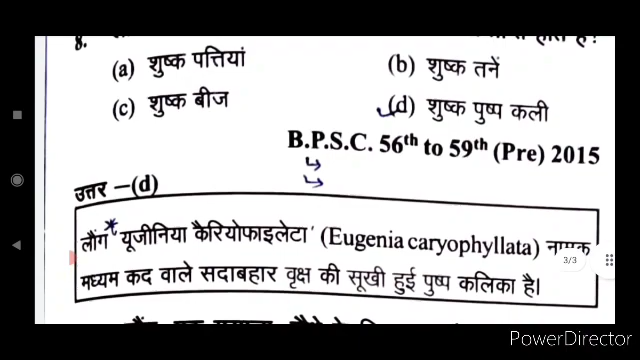 8.
(a) शुष्क पत्तियां (b) शुष्क तनें
(c) शुष्क बीज (d) शुष्क पुष्प कली
B.P.S.C. 56th to 59th (Pre) 2015
उत्तर –(d)
लौंग* 'यूजीनिया कैरियोफाइलेटा' (Eugenia caryophyllata) नामक
3/3
मध्यम कद वाले सदाबहार वृक्ष की सूखी हुई पुष्प कलिका है।
PowerDirector